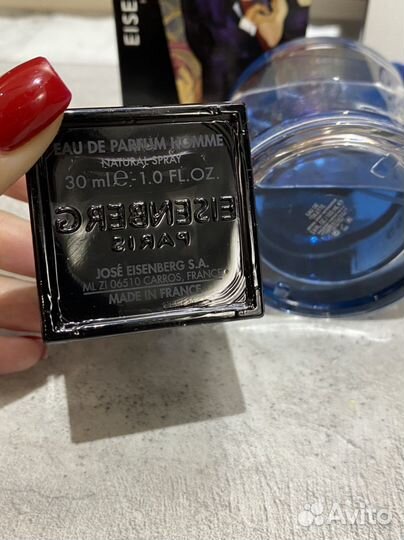 EISE
EAU DE PARFUM HOMME
NATURAL SPRAY
30 ml e 1.0 FL.OZ.
EISENBERG
PARIS
JOSÉ EISENBERG S.A.
ML ZI 06510 CARROS, FRANCE
MADE IN FRANCE
Avito